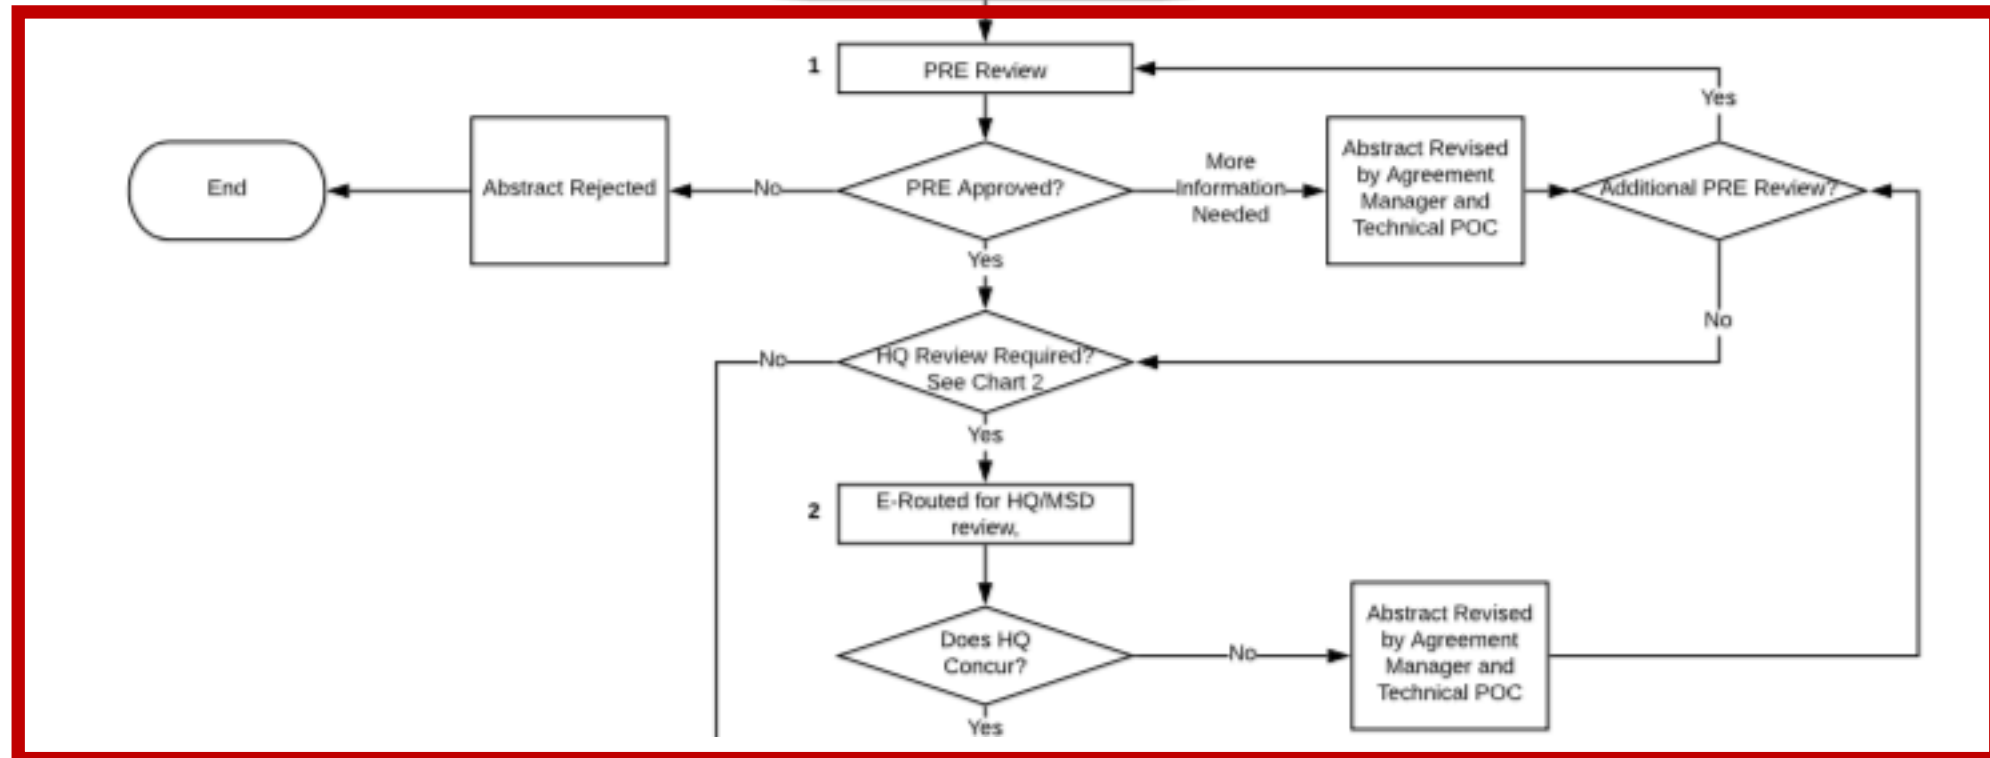 1
PRE Review
Yes
End
Abstract Rejected
No
PRE Approved?
More
Information
Needed
Abstract Revised
by Agreement
Manager and
Technical POC
Additional PRE Review?
Yes
No
No
HQ Review Required?
See Chart 2
Yes
2
E-Routed for HQ/MSD
review,
Does HQ
Concur?
No
Abstract Revised
by Agreement
Manager and
Technical POC
Yes